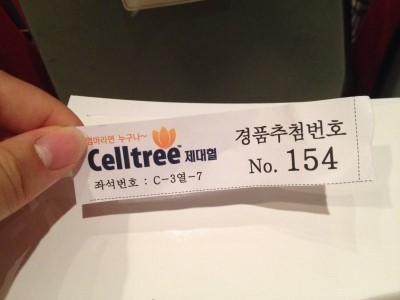 엄마라면 누구나~
Celltree™ 제대혈
좌석번호 : C-3열-7
경품추첨번호
No. 154